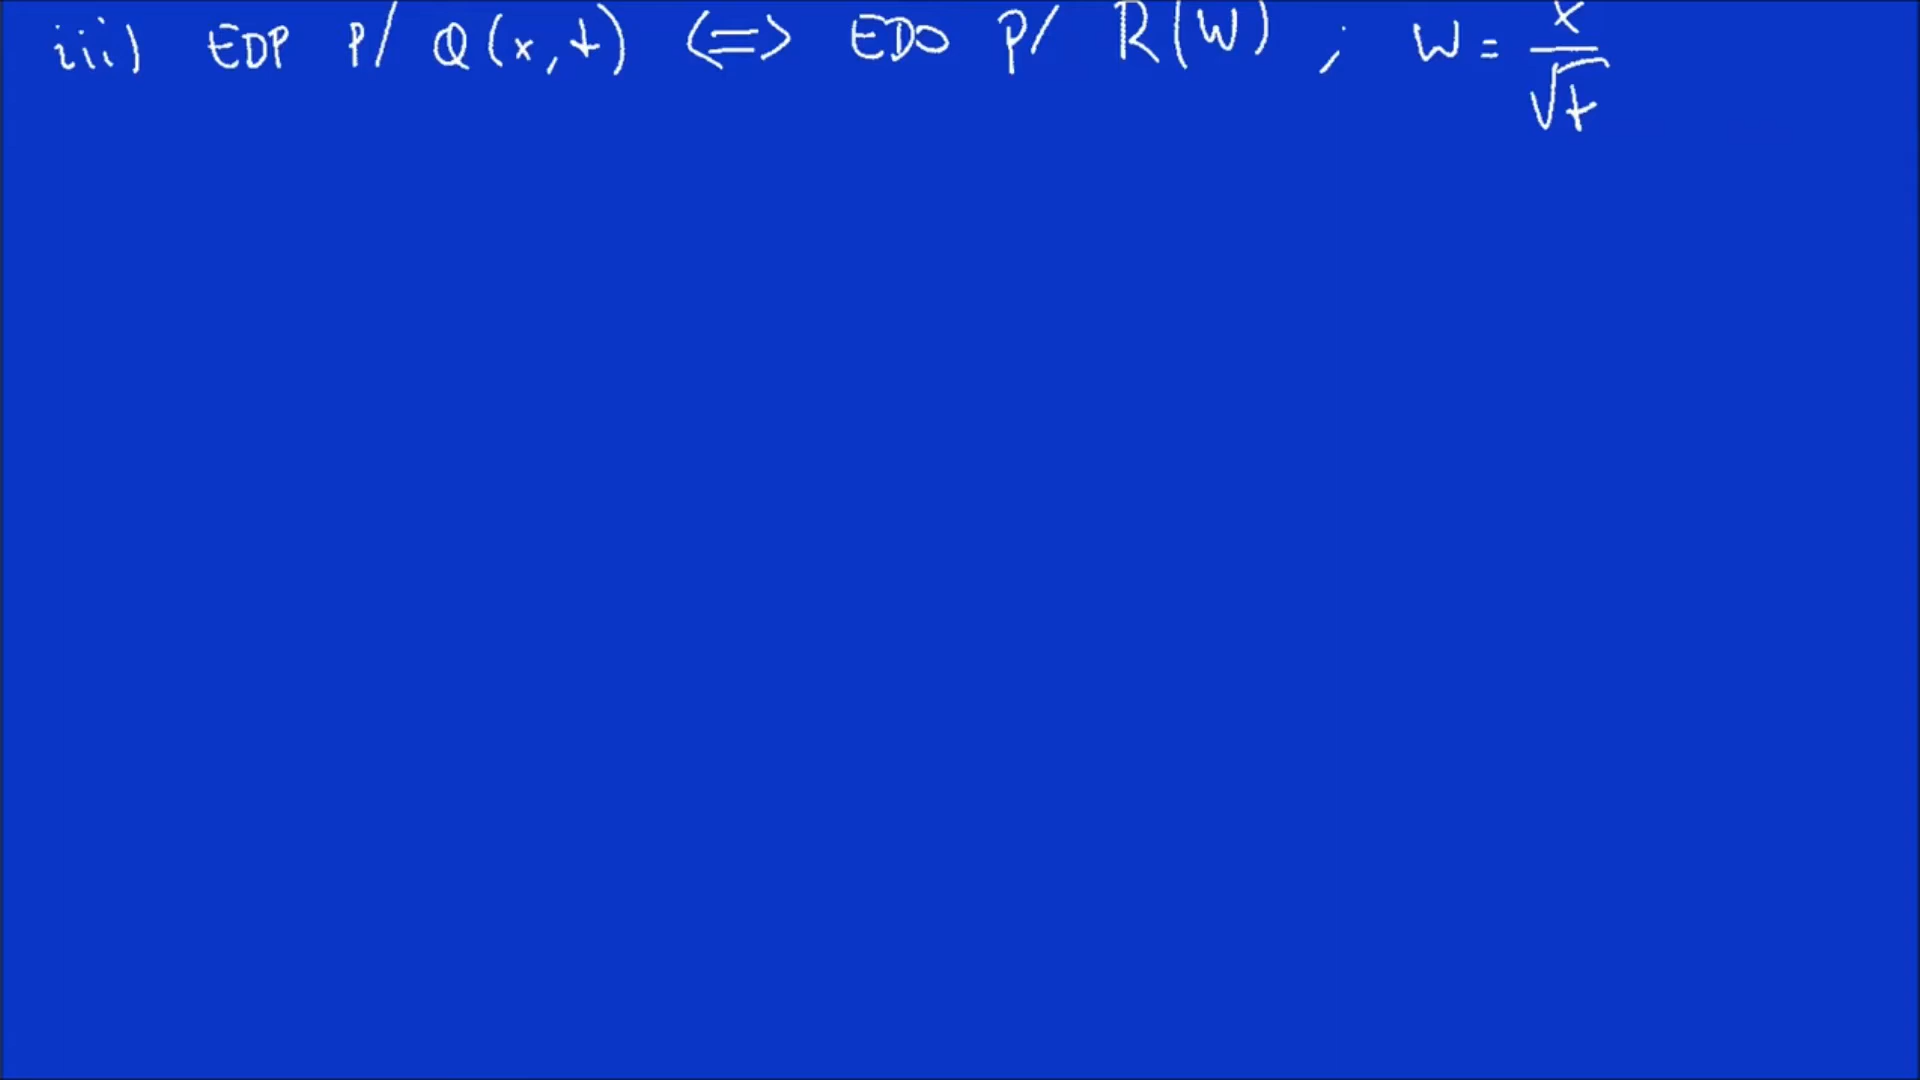 iii) EDP P/ Q(x,t) <=> EDO P/ R(W) ; W = x/√t